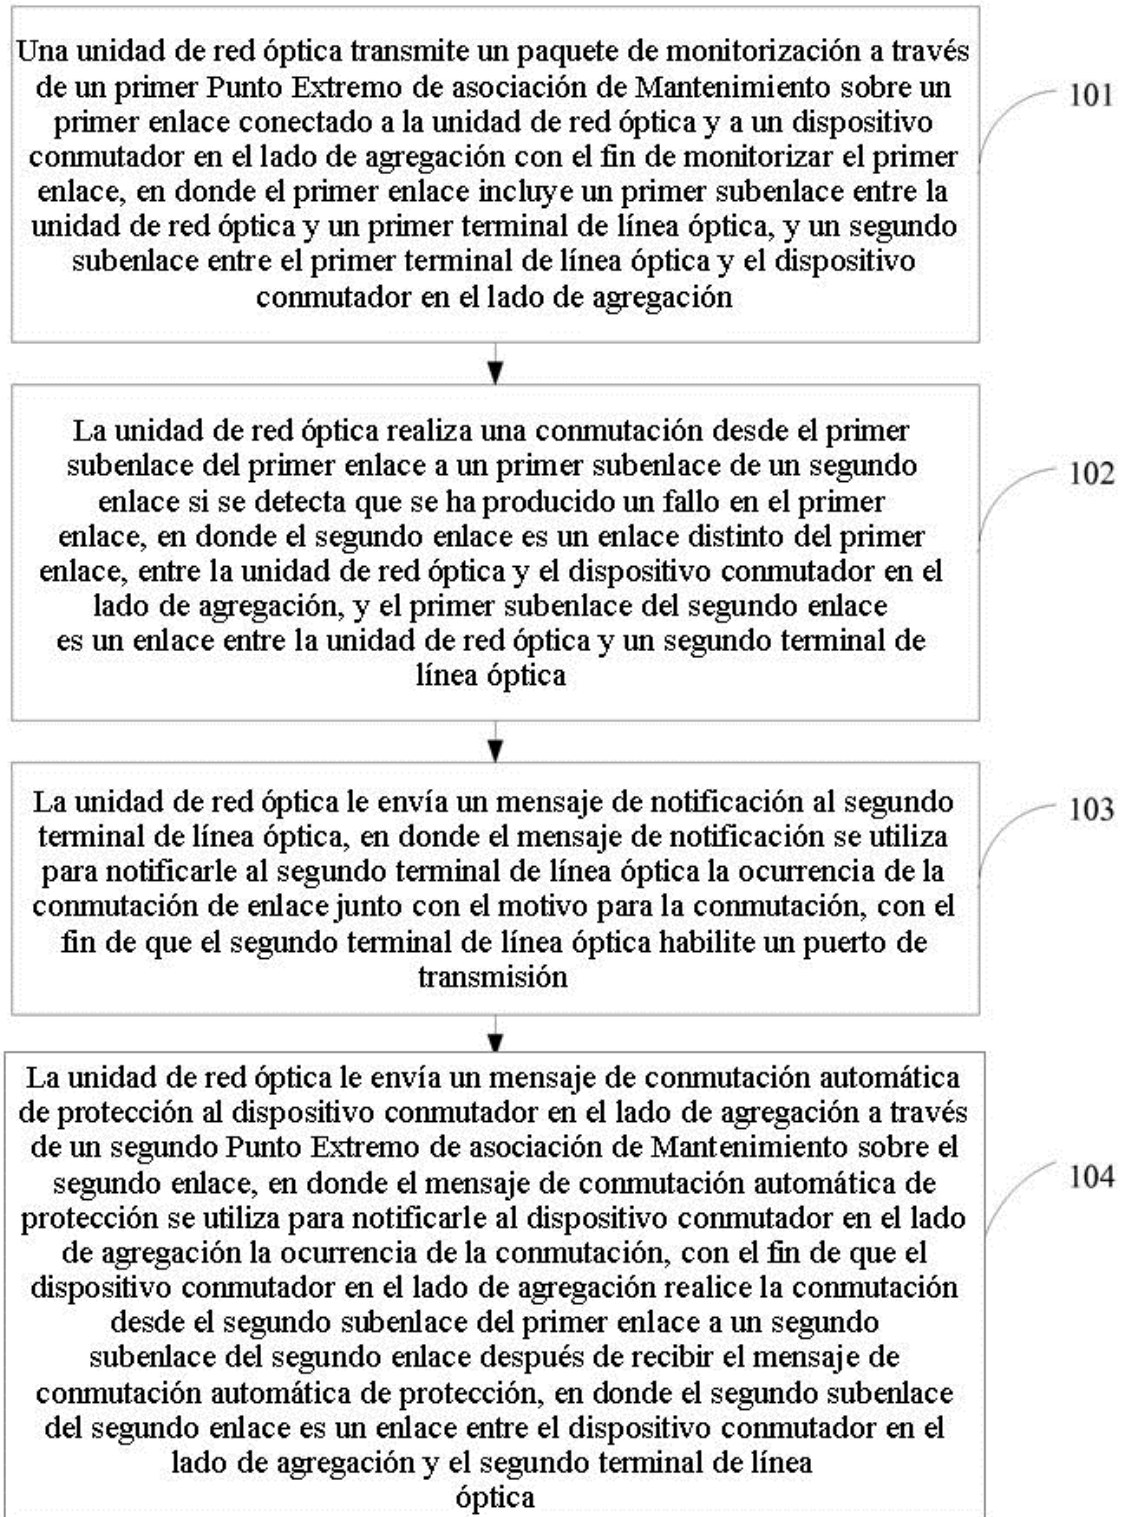 Una unidad de red óptica transmite un paquete de monitorización a través
de un primer Punto Extremo de asociación de Mantenimiento sobre un
primer enlace conectado a la unidad de red óptica y a un dispositivo
conmutador en el lado de agregación con el fin de monitorizar el primer
enlace, en donde el primer enlace incluye un primer subenlace entre la
unidad de red óptica y un primer terminal de línea óptica, y un segundo
subenlace entre el primer terminal de línea óptica y el dispositivo
conmutador en el lado de agregación
101
La unidad de red óptica realiza una conmutación desde el primer
subenlace del primer enlace a un primer subenlace de un segundo
enlace si se detecta que se ha producido un fallo en el primer
enlace, en donde el segundo enlace es un enlace distinto del primer
enlace, entre la unidad de red óptica y el dispositivo conmutador en el
lado de agregación, y el primer subenlace del segundo enlace
es un enlace entre la unidad de red óptica y un segundo terminal de
línea óptica
102
La unidad de red óptica le envía un mensaje de notificación al segundo
terminal de línea óptica, en donde el mensaje de notificación se utiliza
para notificarle al segundo terminal de línea óptica la ocurrencia de la
conmutación de enlace junto con el motivo para la conmutación, con el
fin de que el segundo terminal de línea óptica habilite un puerto de
transmisión
103
La unidad de red óptica le envía un mensaje de conmutación automática
de protección al dispositivo conmutador en el lado de agregación a través
de un segundo Punto Extremo de asociación de Mantenimiento sobre el
segundo enlace, en donde el mensaje de conmutación automática de
protección se utiliza para notificarle al dispositivo conmutador en el lado
de agregación la ocurrencia de la conmutación, con el fin de que el
dispositivo conmutador en el lado de agregación realice la conmutación
desde el segundo subenlace del primer enlace a un segundo
subenlace del segundo enlace después de recibir el mensaje de
conmutación automática de protección, en donde el segundo subenlace
del segundo enlace es un enlace entre el dispositivo conmutador en el
lado de agregación y el segundo terminal de línea
óptica
104